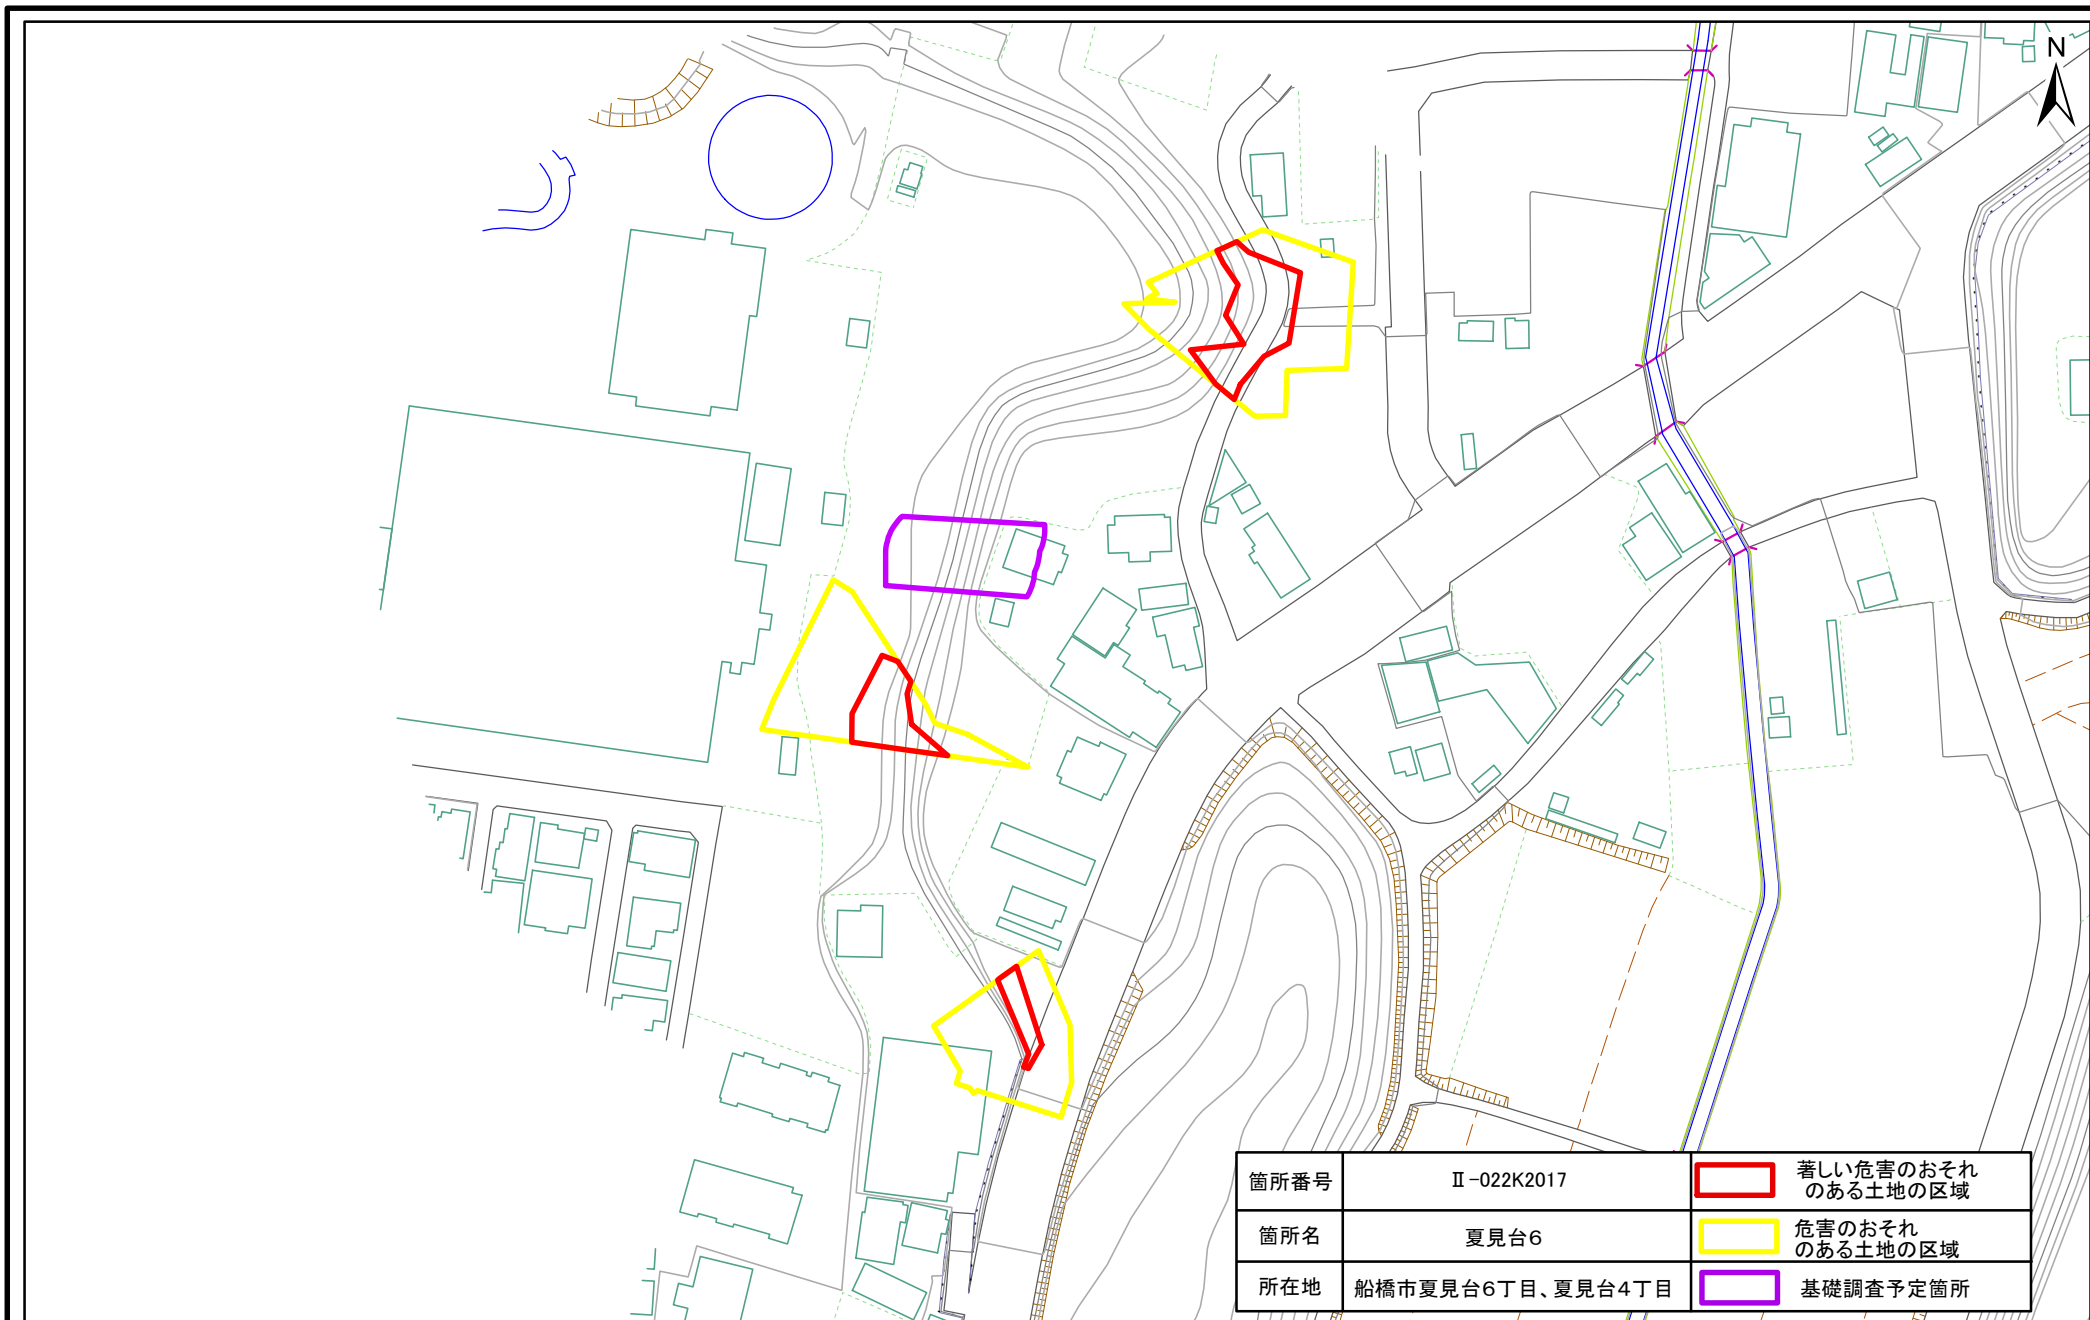 N
箇所番号 Ⅱ-022K2017 著しい危害のおそれ
のある土地の区域
箇所名 夏見台6 危害のおそれ
のある土地の区域
所在地 船橋市夏見台6丁目、夏見台4丁目 基礎調査予定箇所